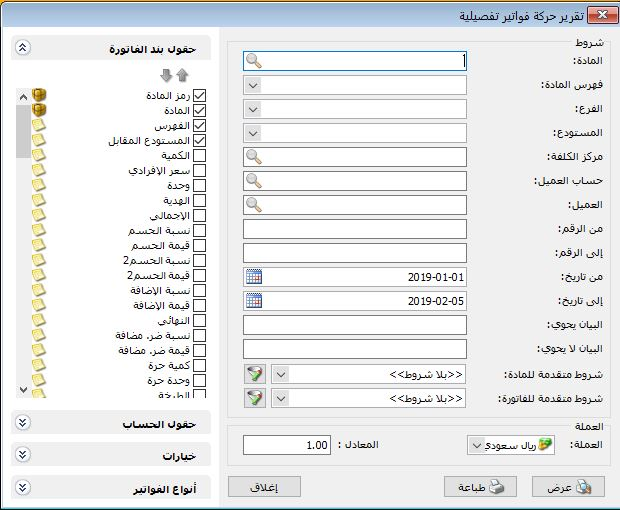 تقرير حركة فواتير تفصيلية
شروط
المادة:
فهرس المادة:
الفرع:
المستودع:
مركز الكلفة:
حساب العميل:
العميل:
من الرقم:
إلى الرقم:
من تاريخ: 2019-01-01
إلى تاريخ: 2019-02-05
البيان يحوي:
البيان لا يحوي:
شروط متقدمة للمادة: <<بلا شروط>>
شروط متقدمة للفاتورة: <<بلا شروط>>
العملة
العملة: ريال سعودي المعادل : 1.00
عرض طباعة إغلاق
حقول بند الفاتورة
رمز المادة
المادة
الفهرس
المستودع المقابل
الكمية
سعر الإفرادي
وحدة
الهدية
الإجمالي
نسبة الحسم
قيمة الحسم
نسبة الحسم2
قيمة الحسم2
نسبة الإضافة
قيمة الإضافة
النهائي
نسبة ضر. مضافة
قيمة ضر. مضافة
كمية حرة
وحدة حرة
حقول الحساب
خيارات
أنواع الفواتير